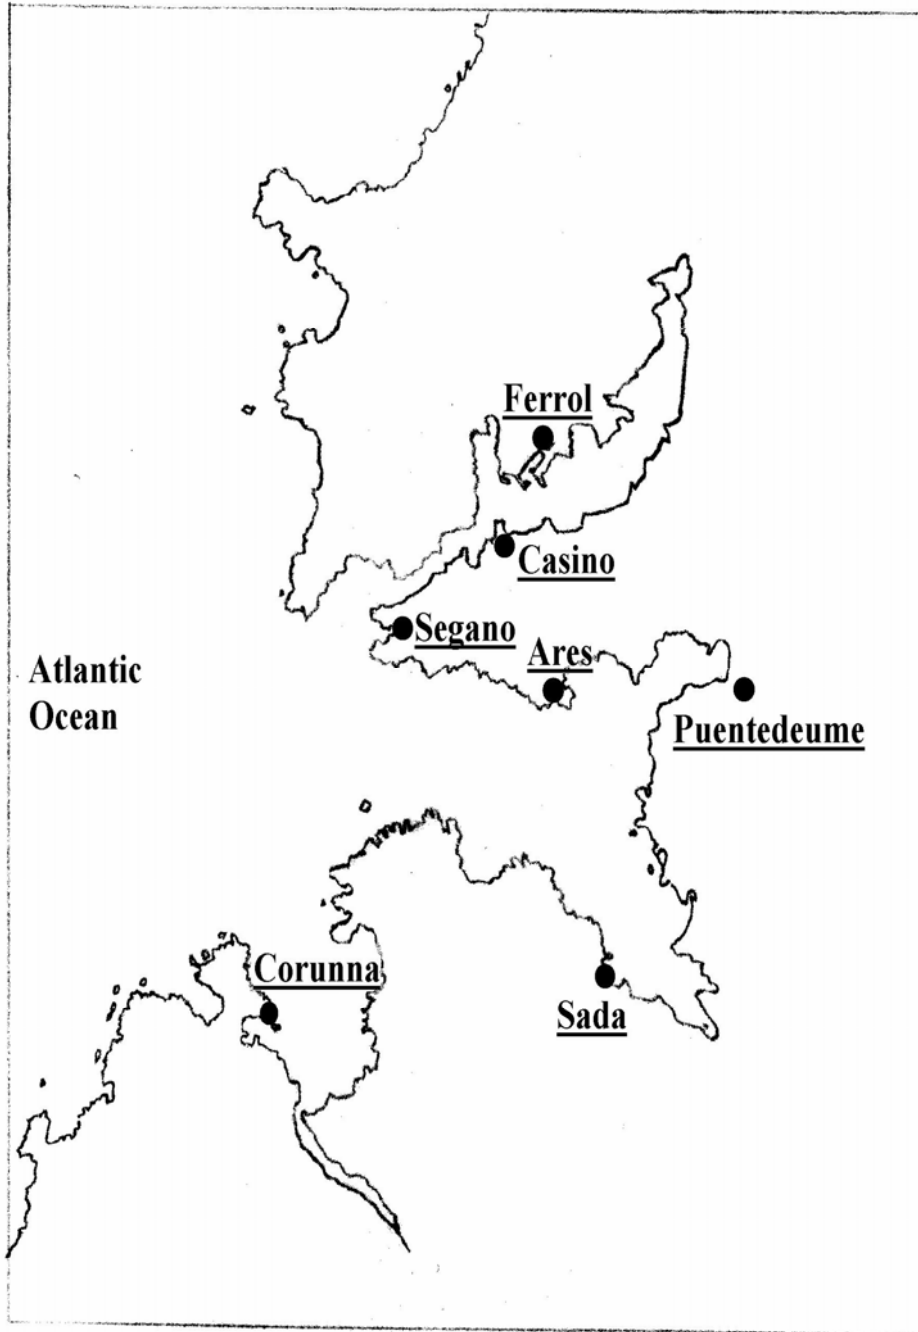 Ferrol
Casino
Segano
Ares
Atlantic
Ocean
Puentedeume
Corunna
Sada